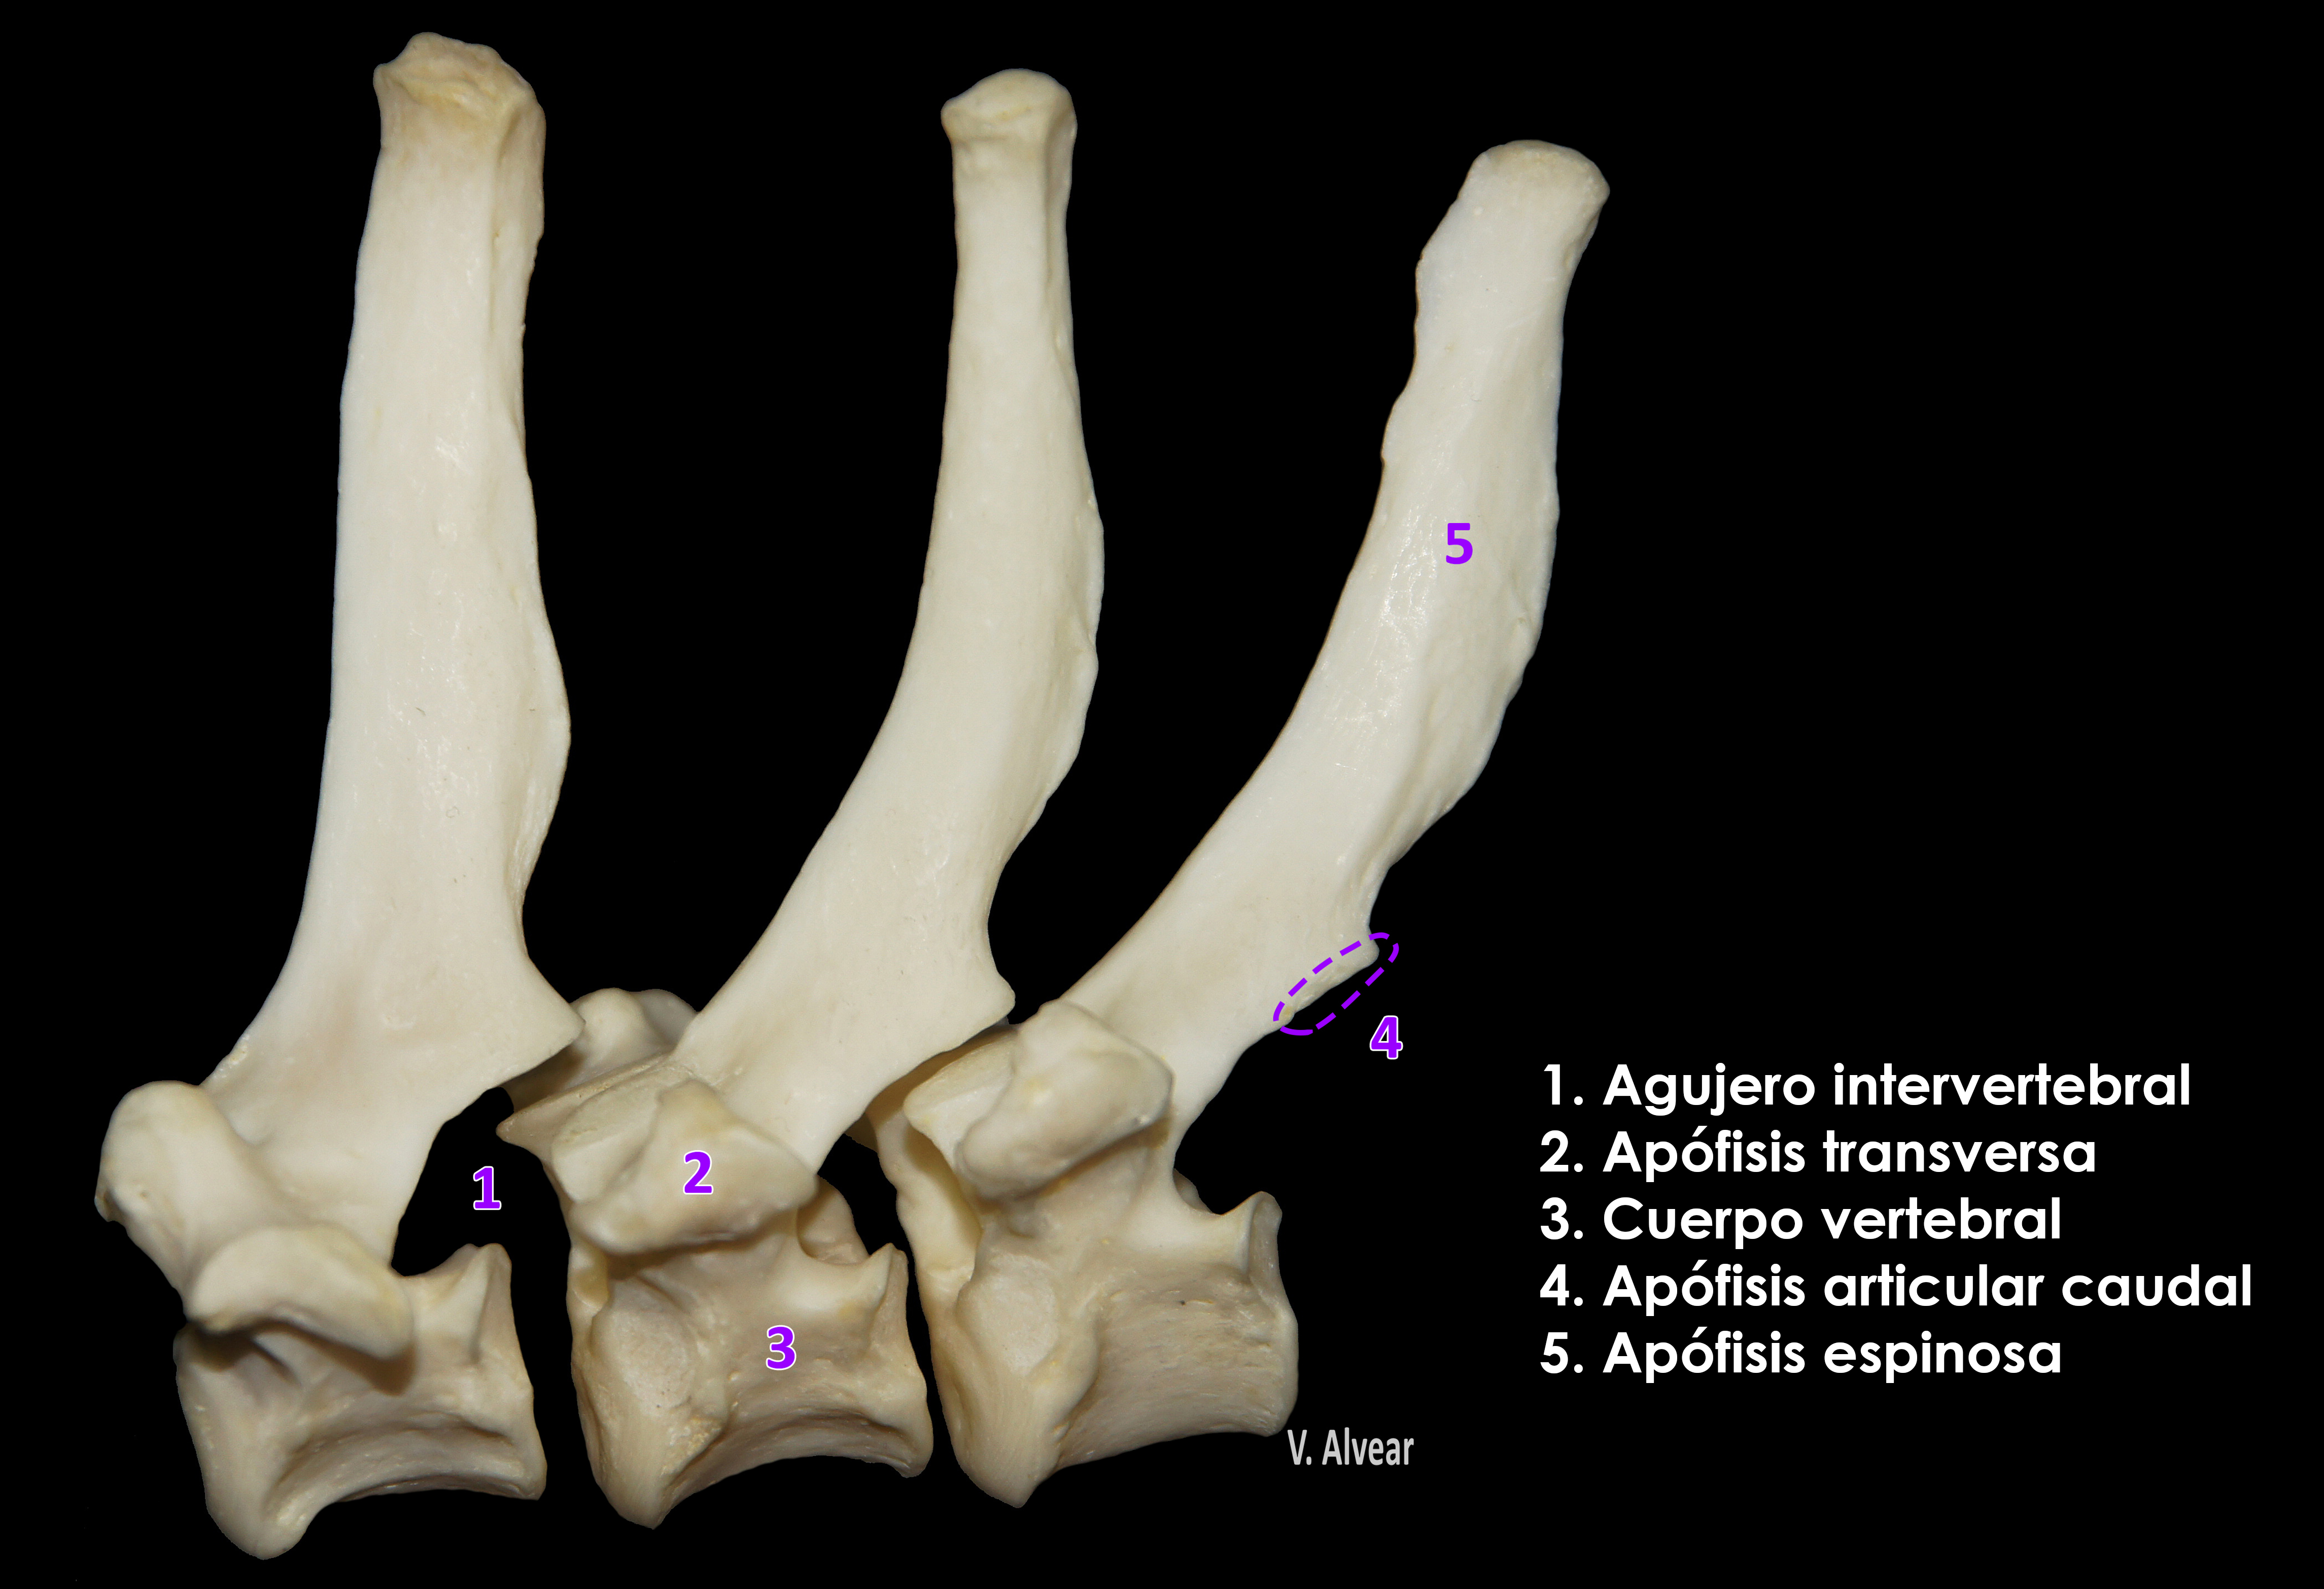 5
4
1
2
3
1. Agujero intervertebral
2. Apófisis transversa
3. Cuerpo vertebral
4. Apófisis articular caudal
5. Apófisis espinosa
V. Alvear